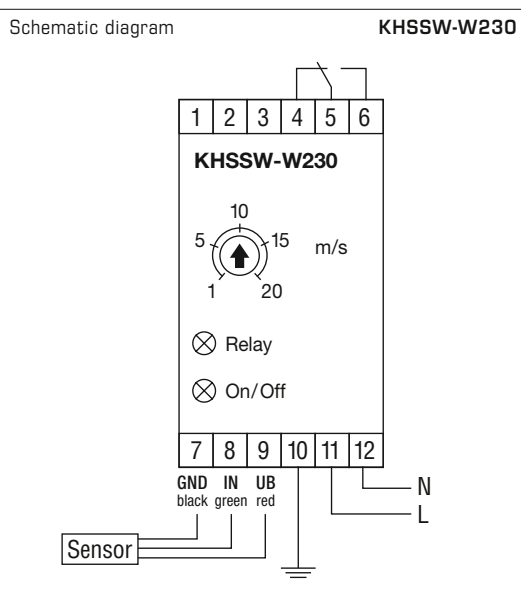 Schematic diagram KHSSW-W230
1 2 3 4 5 6
KHSSW-W230
10
5 15 m/s
1 20
Relay
On/Off
7 8 9 10 11 12
GND IN UB N
black green red
L
Sensor